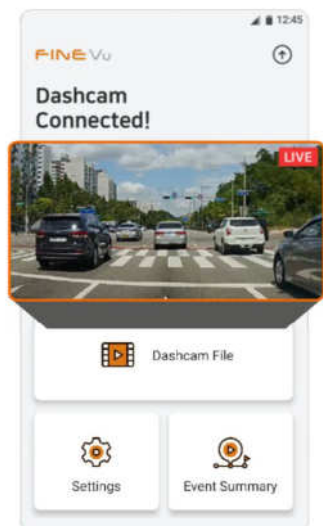 12:45
FINEVu
Dashcam
Connected!
LIVE
Dashcam File
Settings
Event Summary